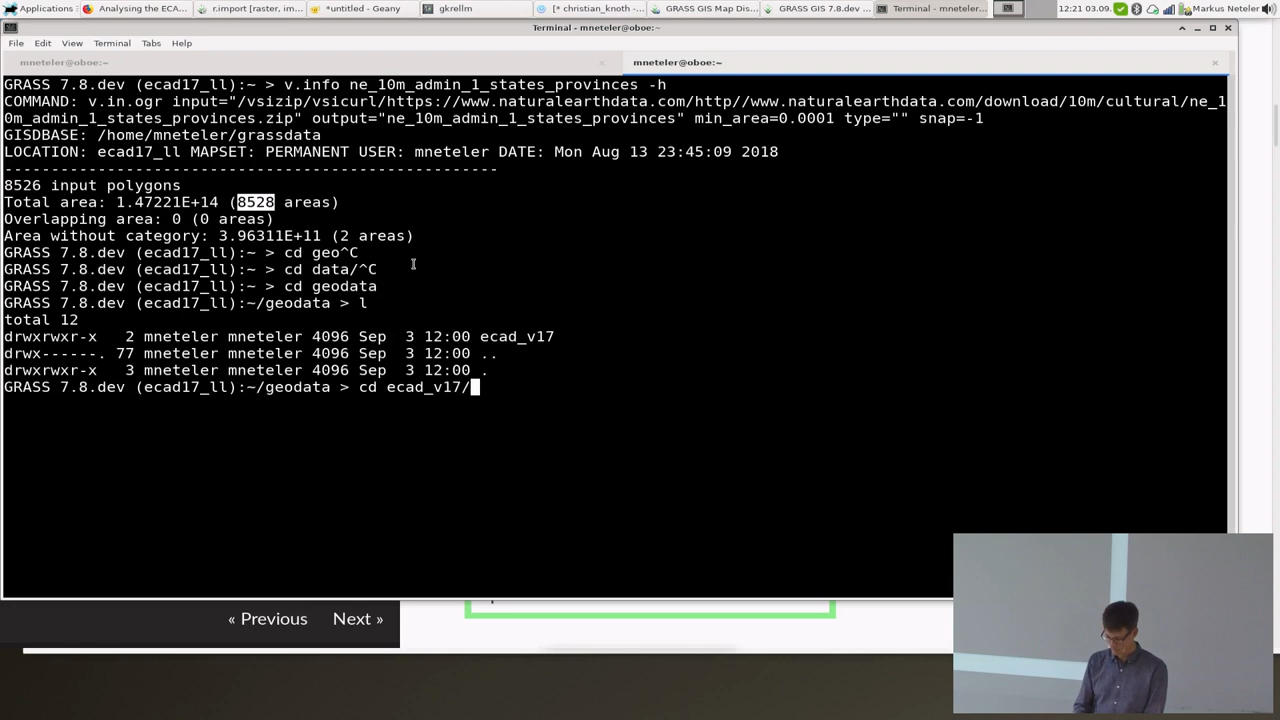 Applications
Analysing the ECA...
r.import [raster, im...
*untitled - Geany
gkrellm
[* christian_knoth -...
GRASS GIS Map Dis...
GRASS GIS 7.8.dev ...
Terminal - mneteler...
12:21 03.09.
Markus Neteler
Terminal - mneteler@oboe:~
File Edit View Terminal Tabs Help
mneteler@oboe:~
mneteler@oboe:~
GRASS 7.8.dev (ecad17_ll):~ > v.info ne_10m_admin_1_states_provinces -h
COMMAND: v.in.ogr input="/vsizip/vsicurl/https://www.naturalearthdata.com/http//www.naturalearthdata.com/download/10m/cultural/ne_1
0m_admin_1_states_provinces.zip" output="ne_10m_admin_1_states_provinces" min_area=0.0001 type="" snap=-1
GISDBASE: /home/mneteler/grassdata
LOCATION: ecad17_ll MAPSET: PERMANENT USER: mneteler DATE: Mon Aug 13 23:45:09 2018
-----------------------------------------------------
8526 input polygons
Total area: 1.47221E+14 (8528 areas)
Overlapping area: 0 (0 areas)
Area without category: 3.96311E+11 (2 areas)
GRASS 7.8.dev (ecad17_ll):~ > cd geo^C
GRASS 7.8.dev (ecad17_ll):~ > cd data/^C
GRASS 7.8.dev (ecad17_ll):~ > cd geodata
GRASS 7.8.dev (ecad17_ll):~/geodata > l
total 12
drwxrwxr-x   2 mneteler mneteler 4096 Sep  3 12:00 ecad_v17
drwx------. 77 mneteler mneteler 4096 Sep  3 12:00 ..
drwxrwxr-x   3 mneteler mneteler 4096 Sep  3 12:00 .
GRASS 7.8.dev (ecad17_ll):~/geodata > cd ecad_v17/
« Previous Next »